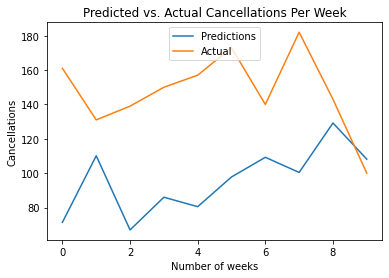 Predicted vs. Actual Cancellations Per Week
Predictions
Actual
180
160
140
120
100
80
Cancellations
0 2 4 6 8
Number of weeks